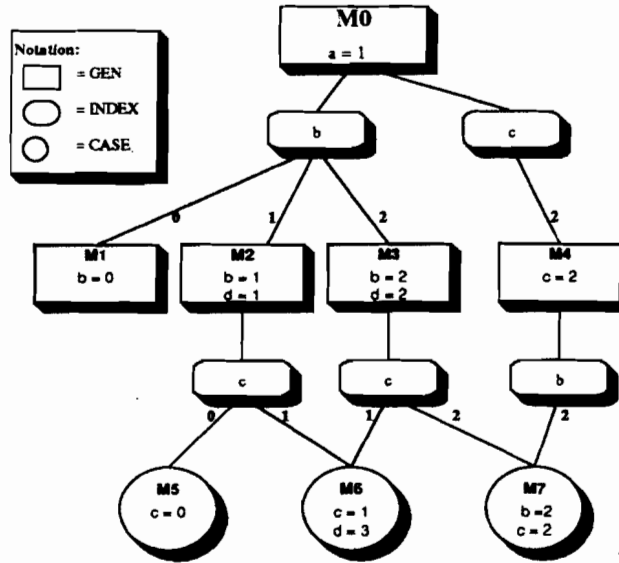 M0
a = 1
Notation:
= GEN
= INDEX
= CASE
b
c
0
1
2
2
M1
b = 0
M2
b = 1
d = 1
M3
b = 2
d = 2
M4
c = 2
c
c
b
0
1
1
2
2
M5
c = 0
M6
c = 1
d = 3
M7
b =2
c = 2